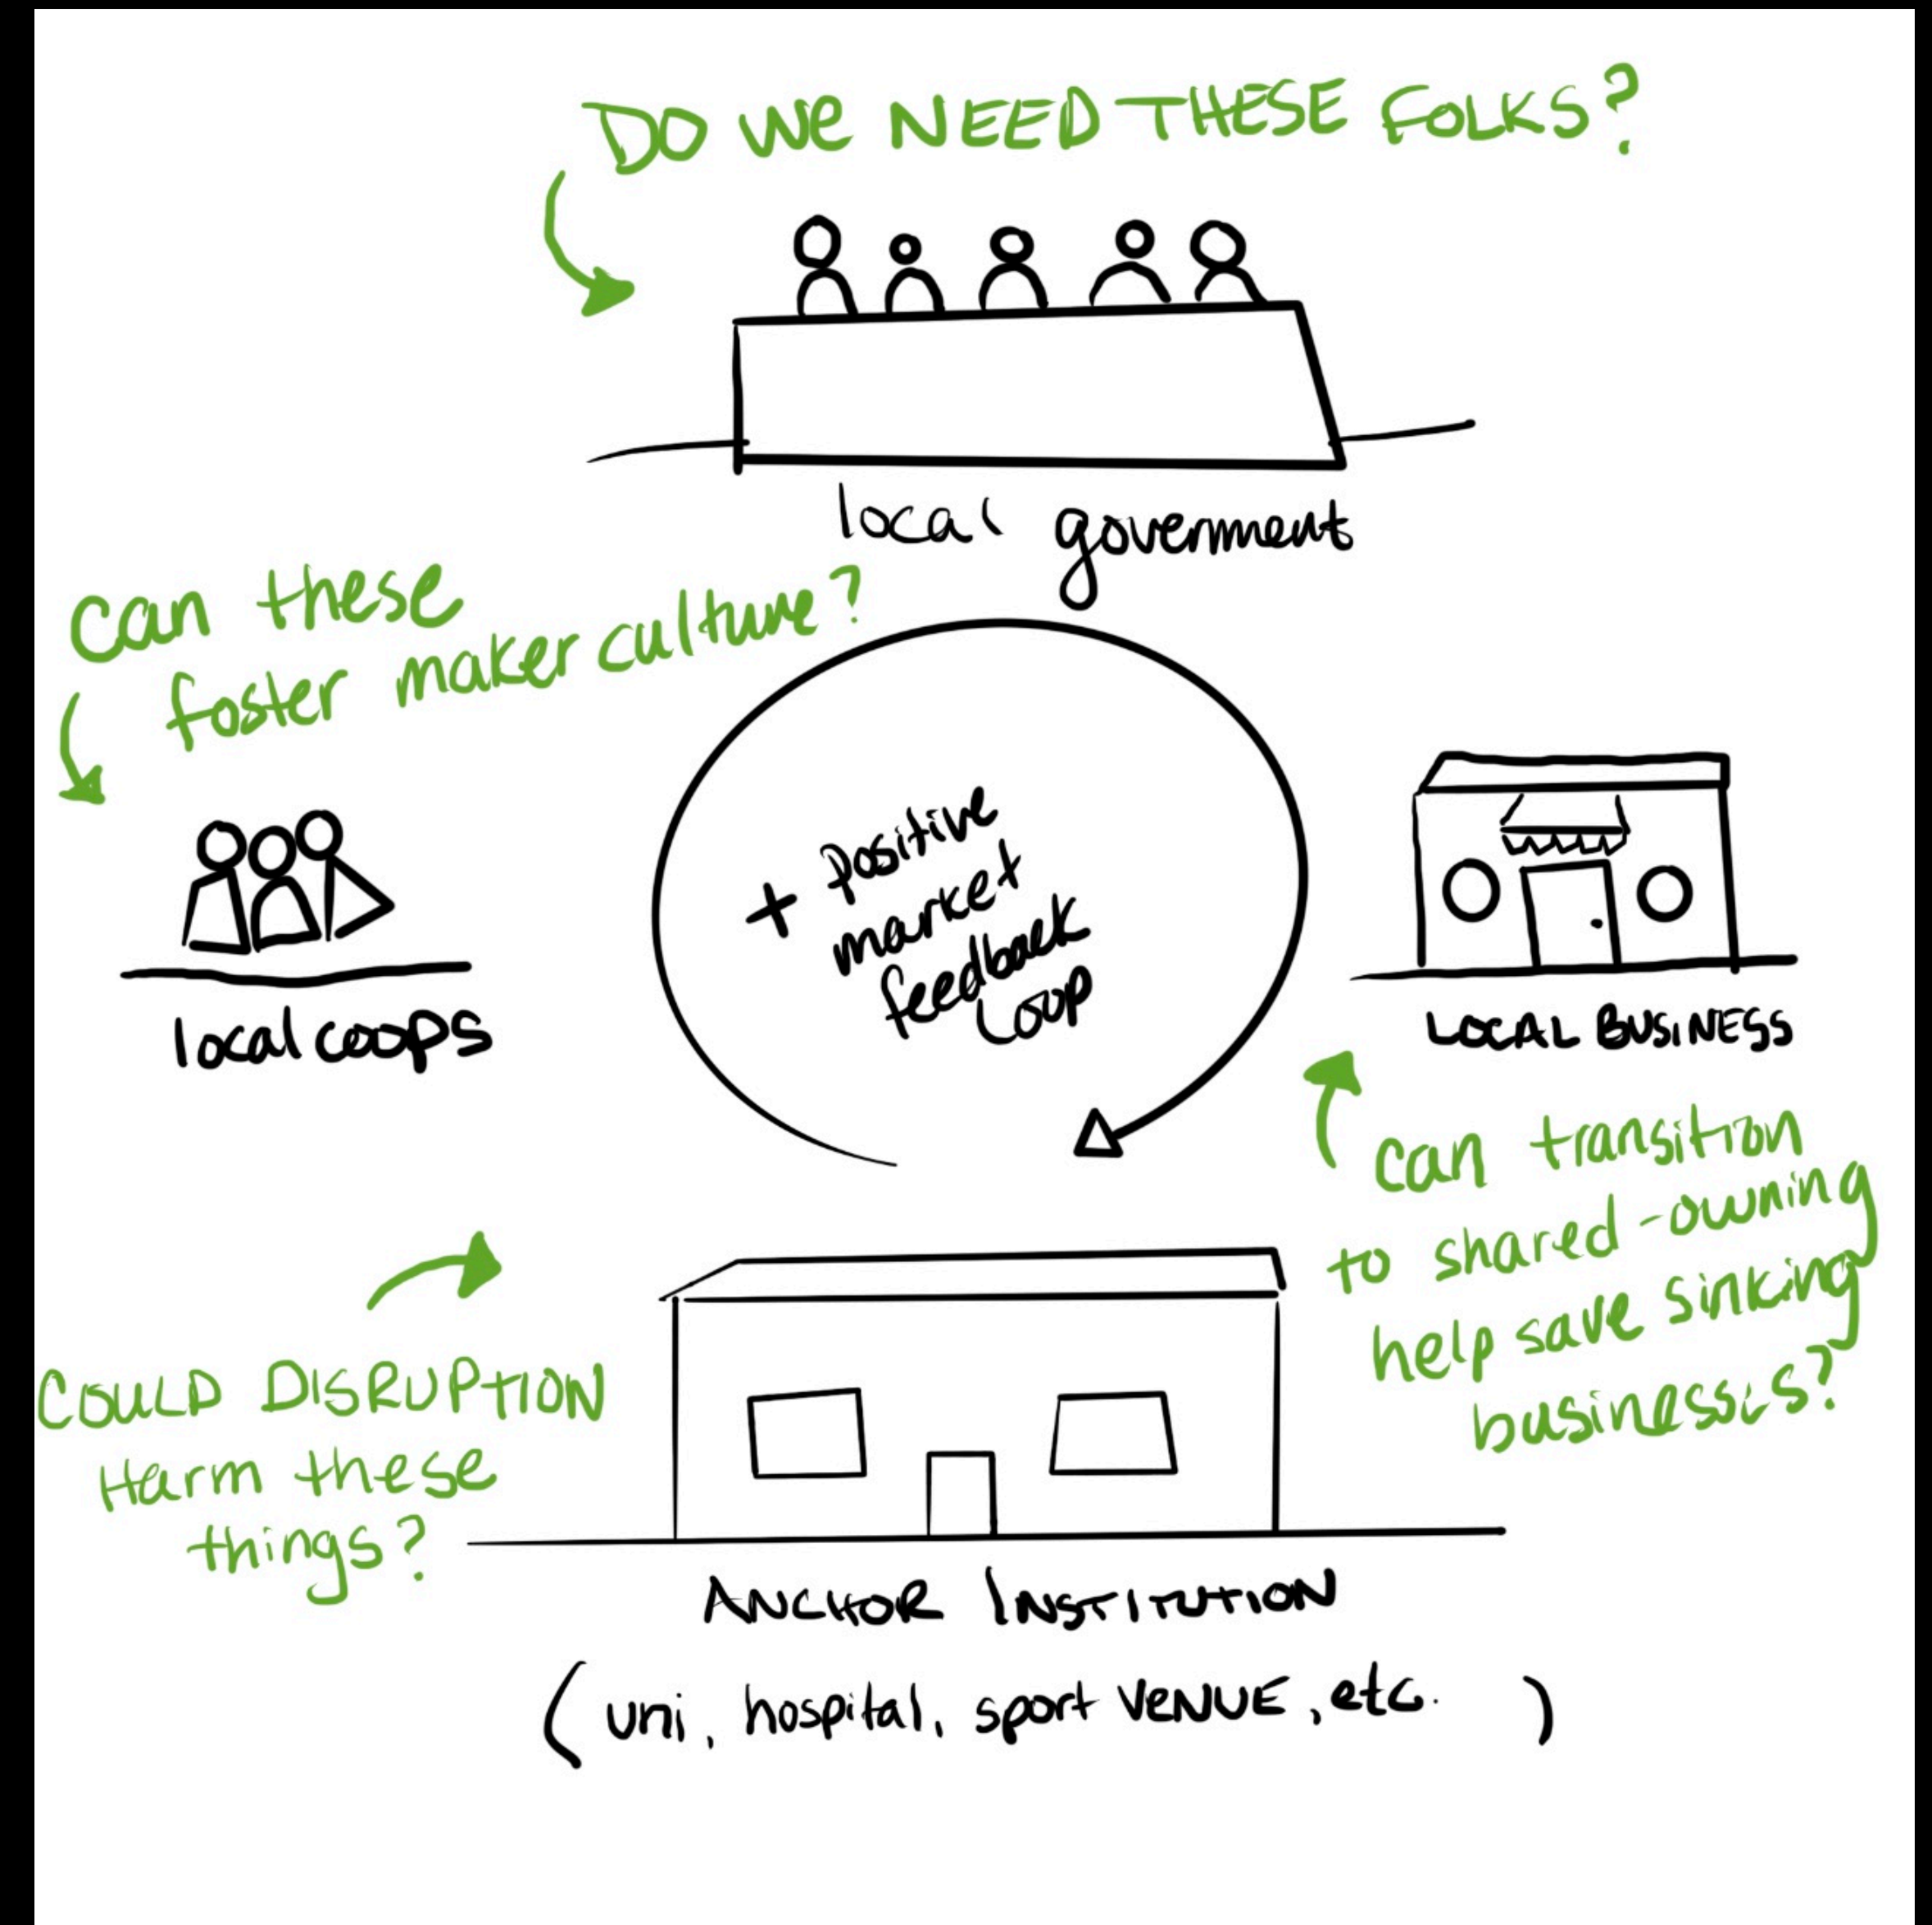 DO WE NEED THESE FOLKS?
local government
can these
foster maker culture?
+ positive
market
feedback
loop
local coops
LOCAL BUSINESS
can transition
to shared-owning
help save sinking
businesses?
COULD DISRUPTION
Harm these
things?
ANCHOR INSTITUTION
(uni, hospital, sport VENUE, etc. )